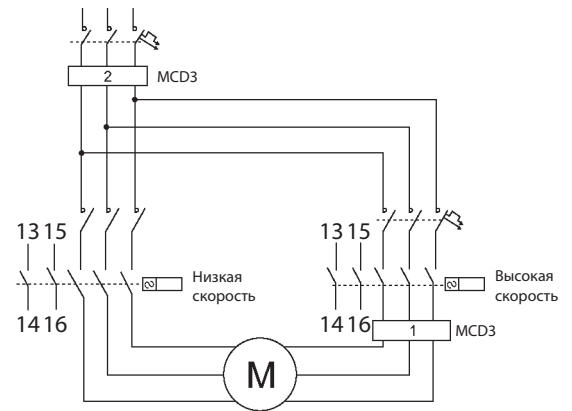 2 MCD3
13 15
14 16
Низкая
скорость
13 15
14 16
Высокая
скорость
1 MCD3
M